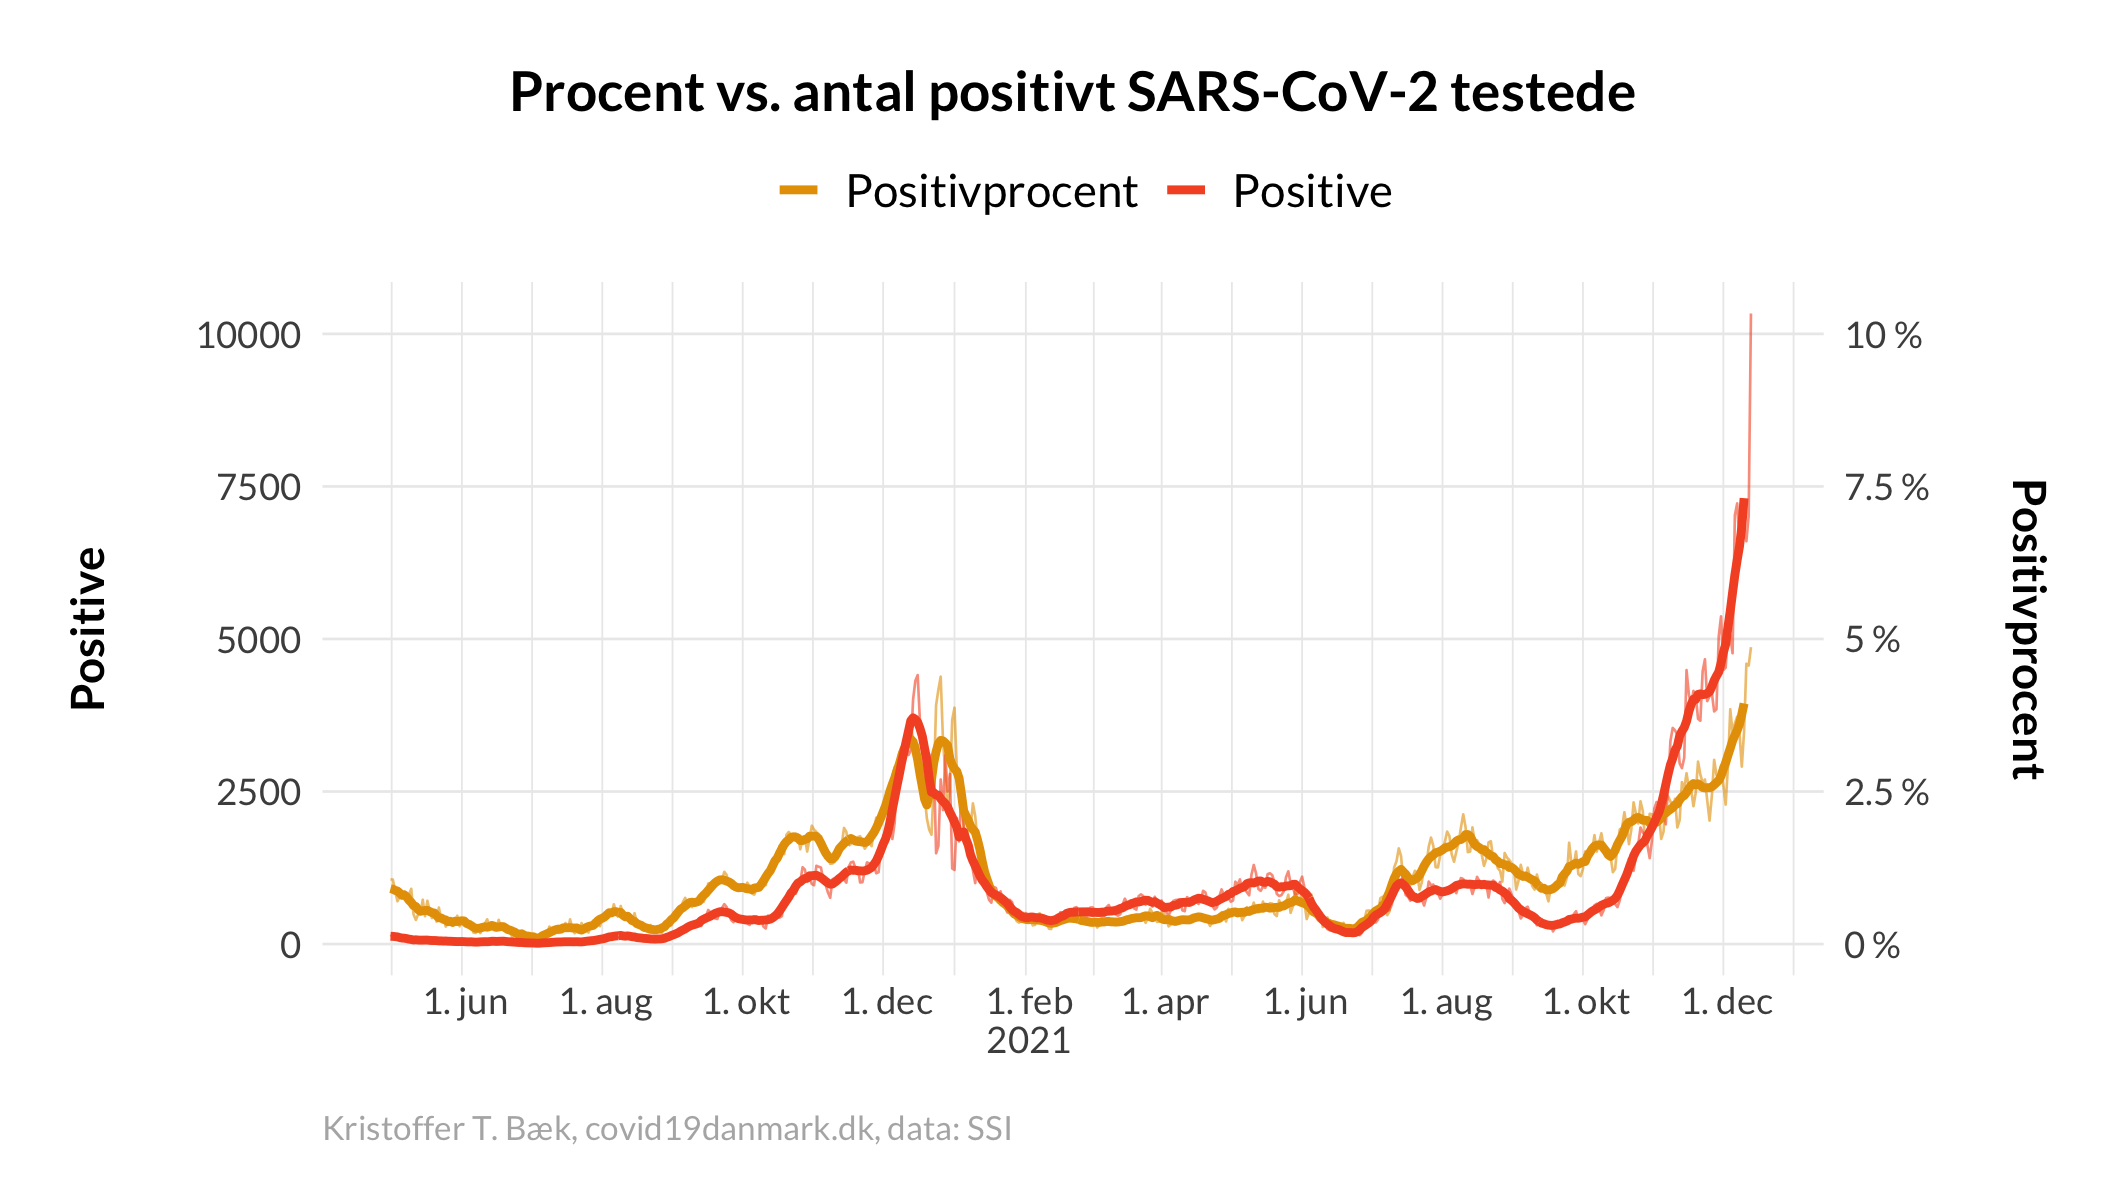 Procent vs. antal positivt SARS-CoV-2 testede
Positivprocent Positive
Positive
10000
7500
5000
2500
0
10 %
7.5 %
5 %
2.5 %
0 %
Positivprocent
1. jun 1. aug 1. okt 1. dec 1. feb 1. apr 1. jun 1. aug 1. okt 1. dec
2021
Kristoffer T. Bæk, covid19danmark.dk, data: SSI